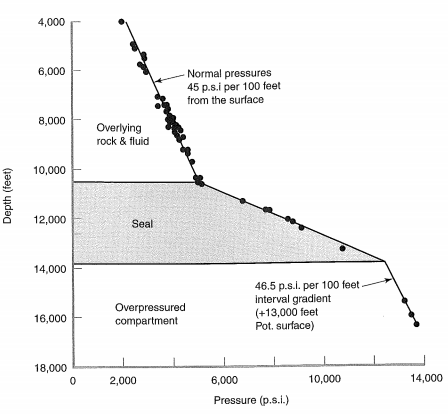 4,000
6,000
8,000
10,000
12,000
14,000
16,000
18,000
Depth (feet)
Normal pressures
45 p.s.i per 100 feet
from the surface
Overlying
rock & fluid
Seal
46.5 p.s.i. per 100 feet
interval gradient
(+13,000 feet
Pot. surface)
Overpressured
compartment
0
2,000
6,000
10,000
14,000
Pressure (p.s.i.)